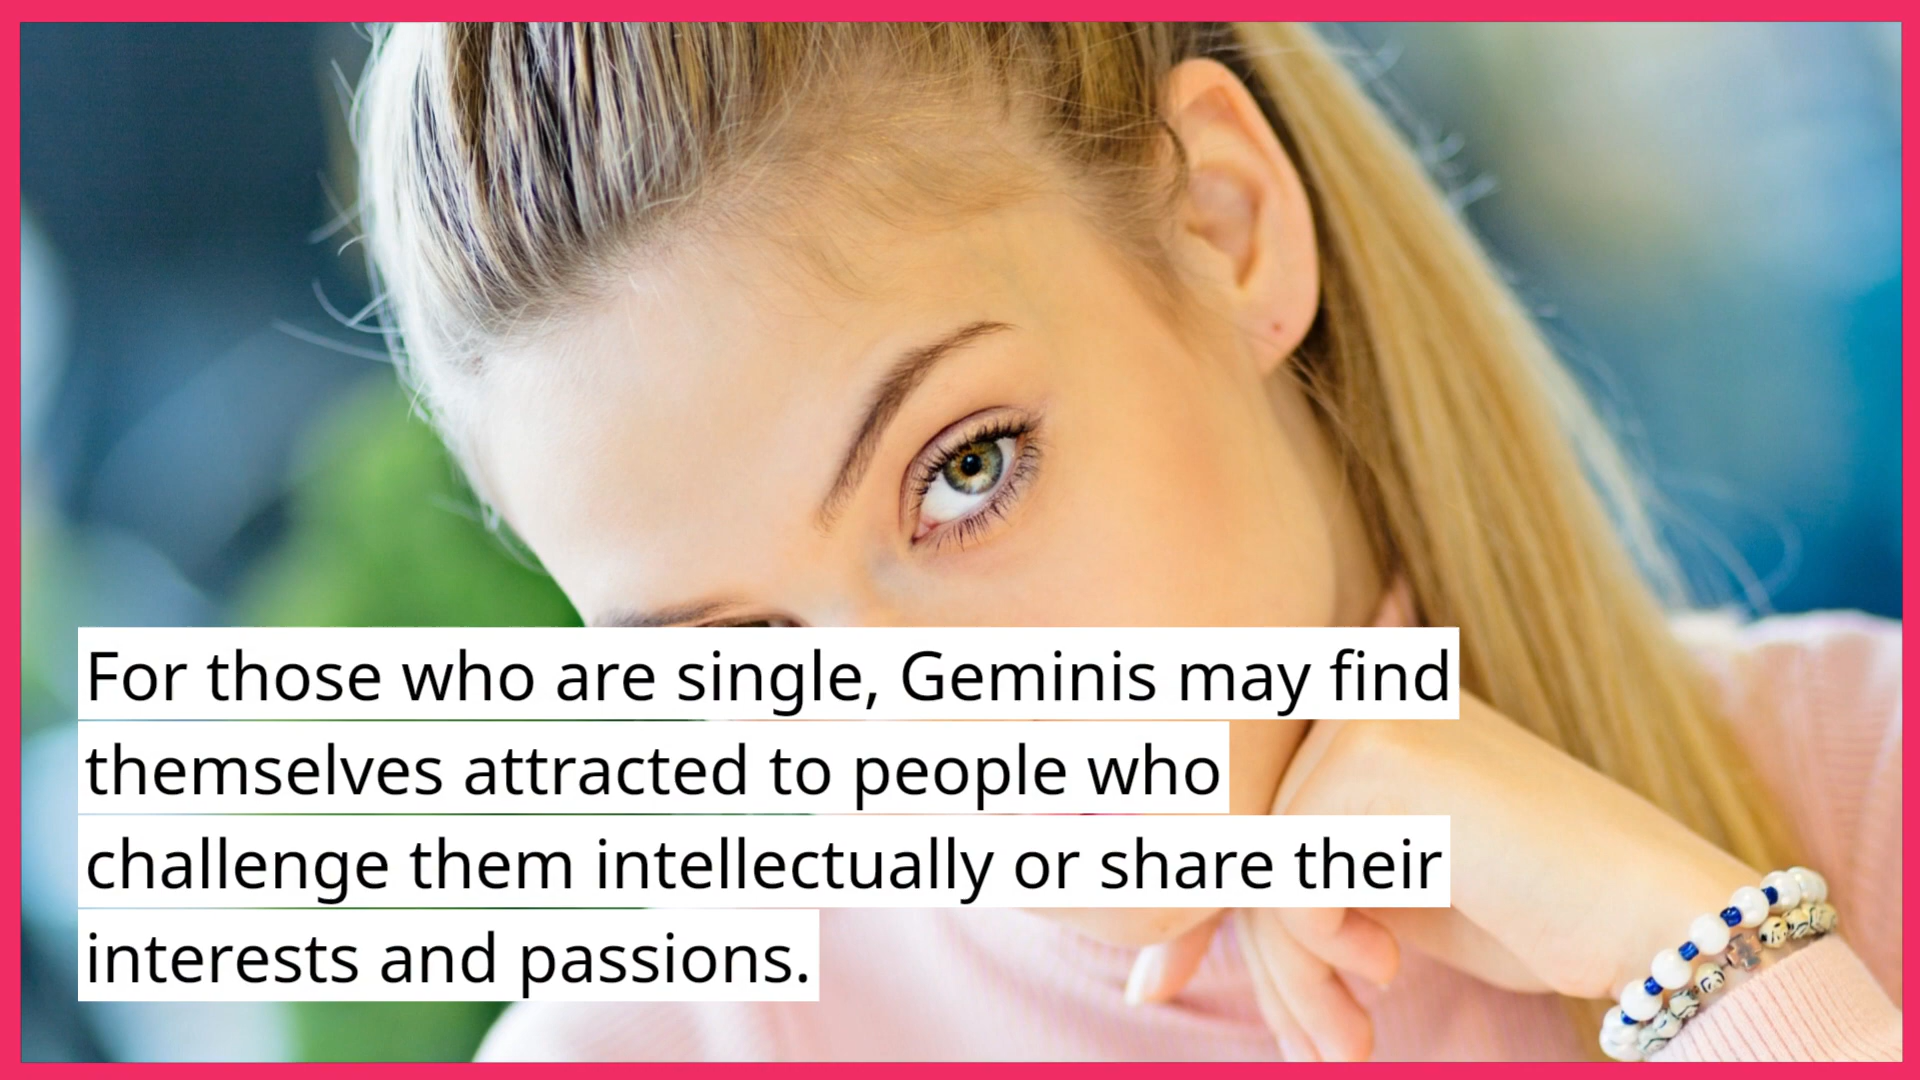 For those who are single, Geminis may find
themselves attracted to people who
challenge them intellectually or share their
interests and passions.